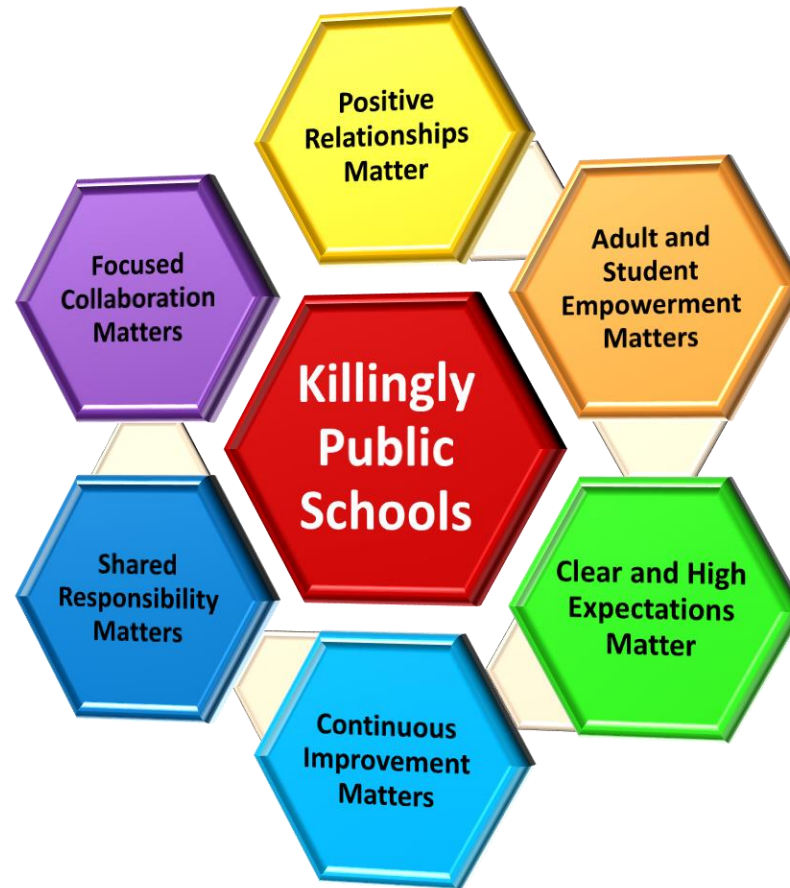 Positive
Relationships
Matter
Adult and
Student
Empowerment
Matters
Clear and High
Expectations
Matter
Continuous
Improvement
Matters
Shared
Responsibility
Matters
Focused
Collaboration
Matters
Killingly
Public
Schools